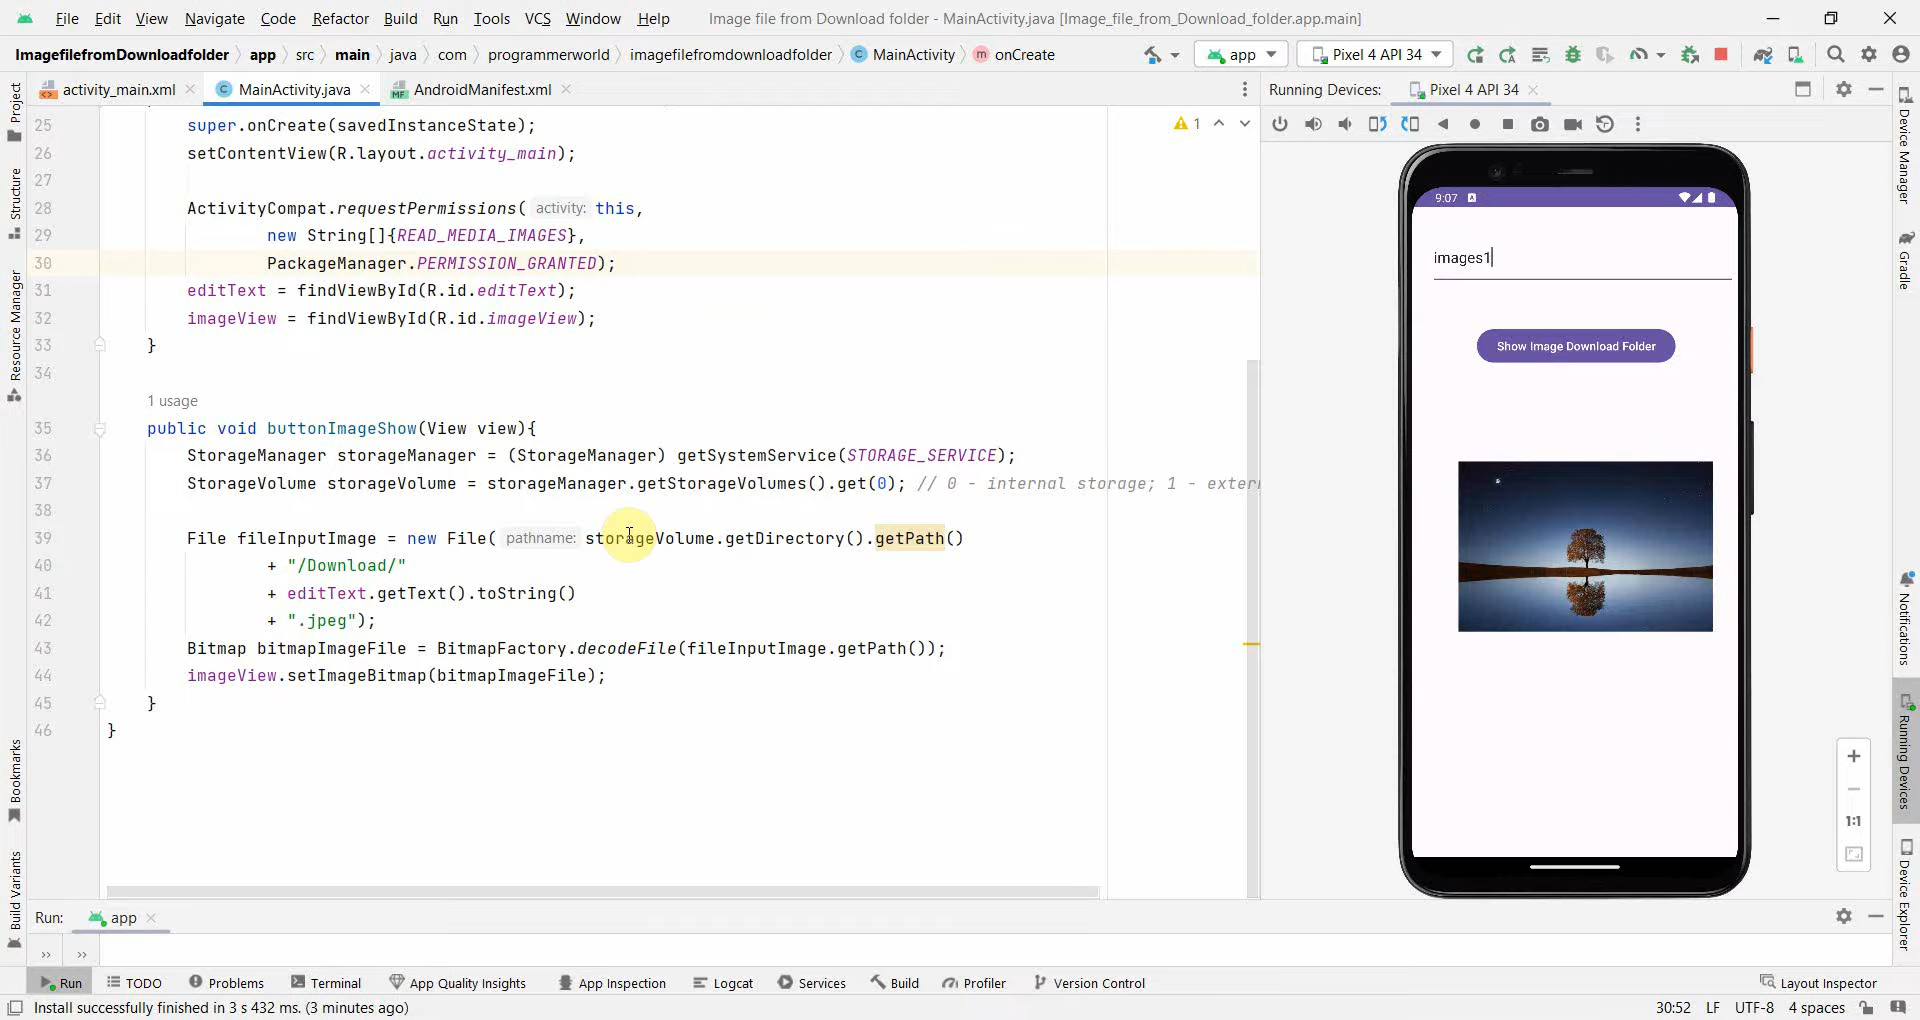 File Edit View Navigate Code Refactor Build Run Tools VCS Window Help Image file from Download folder - MainActivity.java [Image_file_from_Download_folder.app.main]
ImagefilefromDownloadfolder app src main java com programmerworld imagefilefromdownloadfolder MainActivity onCreate app Pixel 4 API 34
activity_main.xml MainActivity.java AndroidManifest.xml Running Devices: Pixel 4 API 34
25 super.onCreate(savedInstanceState);
26 setContentView(R.layout.activity_main);
27
28 ActivityCompat.requestPermissions( activity: this,
29 new String[]{READ_MEDIA_IMAGES},
30 PackageManager.PERMISSION_GRANTED);
31 editText = findViewById(R.id.editText);
32 imageView = findViewById(R.id.imageView);
33 }
34
1 usage
35 public void buttonImageShow(View view){
36 StorageManager storageManager = (StorageManager) getSystemService(STORAGE_SERVICE);
37 StorageVolume storageVolume = storageManager.getStorageVolumes().get(0); // 0 - internal storage; 1 - exter
38
39 File fileInputImage = new File( pathname: storageVolume.getDirectory().getPath()
40 + "/Download/"
41 + editText.getText().toString()
42 + ".jpeg");
43 Bitmap bitmapImageFile = BitmapFactory.decodeFile(fileInputImage.getPath());
44 imageView.setImageBitmap(bitmapImageFile);
45 }
46 }
1
9:07
images1
Show Image Download Folder
1:1
Project
Structure
Resource Manager
Bookmarks
Build Variants
Device Manager
Gradle
Notifications
Running Devices
Device Explorer
Run: app
Run TODO Problems Terminal App Quality Insights App Inspection Logcat Services Build Profiler Version Control Layout Inspector
Install successfully finished in 3 s 432 ms. (3 minutes ago) 30:52 LF UTF-8 4 spaces